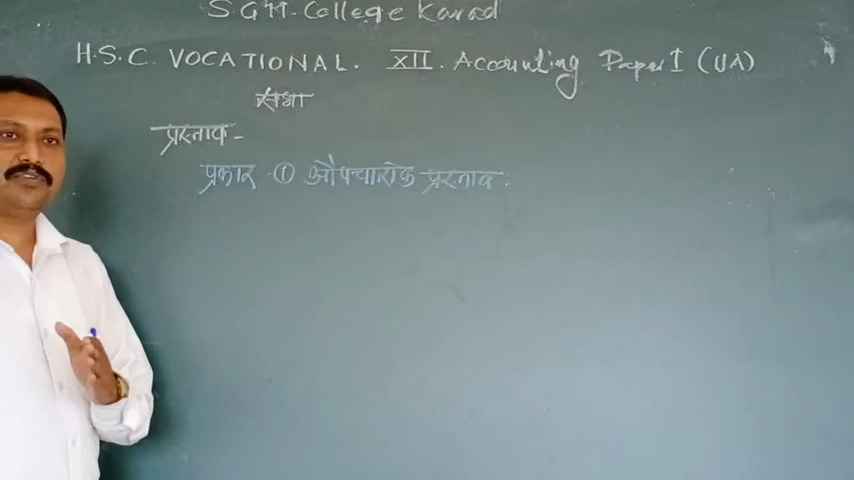 SGM. College Karad
H.S.C. VOCATIONAL. XII. Accounting Paper I (UA)
सभा
प्रस्ताव -
प्रकार ① औपचारीक प्रस्ताव.